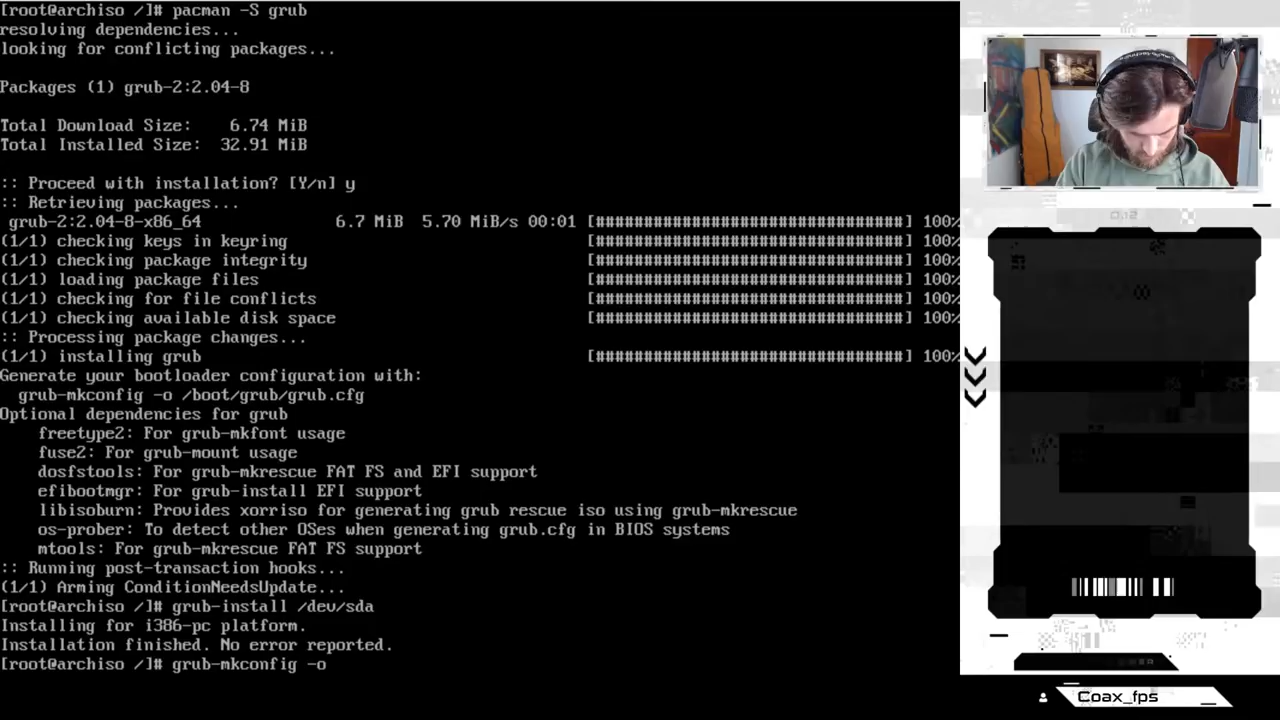 [root@archiso /]# pacman -S grub
resolving dependencies...
looking for conflicting packages...
Packages (1) grub-2:2.04-8
Total Download Size:    6.74 MiB
Total Installed Size:  32.91 MiB
:: Proceed with installation? [Y/n] y
:: Retrieving packages...
grub-2:2.04-8-x86_64 6.7 MiB 5.70 MiB/s 00:01 [##################################] 100%
(1/1) checking keys in keyring [##################################] 100%
(1/1) checking package integrity [##################################] 100%
(1/1) loading package files [##################################] 100%
(1/1) checking for file conflicts [##################################] 100%
(1/1) checking available disk space [##################################] 100%
:: Processing package changes...
(1/1) installing grub [##################################] 100%
Generate your bootloader configuration with:
grub-mkconfig -o /boot/grub/grub.cfg
Optional dependencies for grub
freetype2: For grub-mkfont usage
fuse2: For grub-mount usage
dosfstools: For grub-mkrescue FAT FS and EFI support
efibootmgr: For grub-install EFI support
libisoburn: Provides xorriso for generating grub rescue iso using grub-mkrescue
os-prober: To detect other OSes when generating grub.cfg in BIOS systems
mtools: For grub-mkrescue FAT FS support
:: Running post-transaction hooks...
(1/1) Arming ConditionNeedsUpdate...
[root@archiso /]# grub-install /dev/sda
Installing for i386-pc platform.
Installation finished. No error reported.
[root@archiso /]# grub-mkconfig -o
Coax_fps